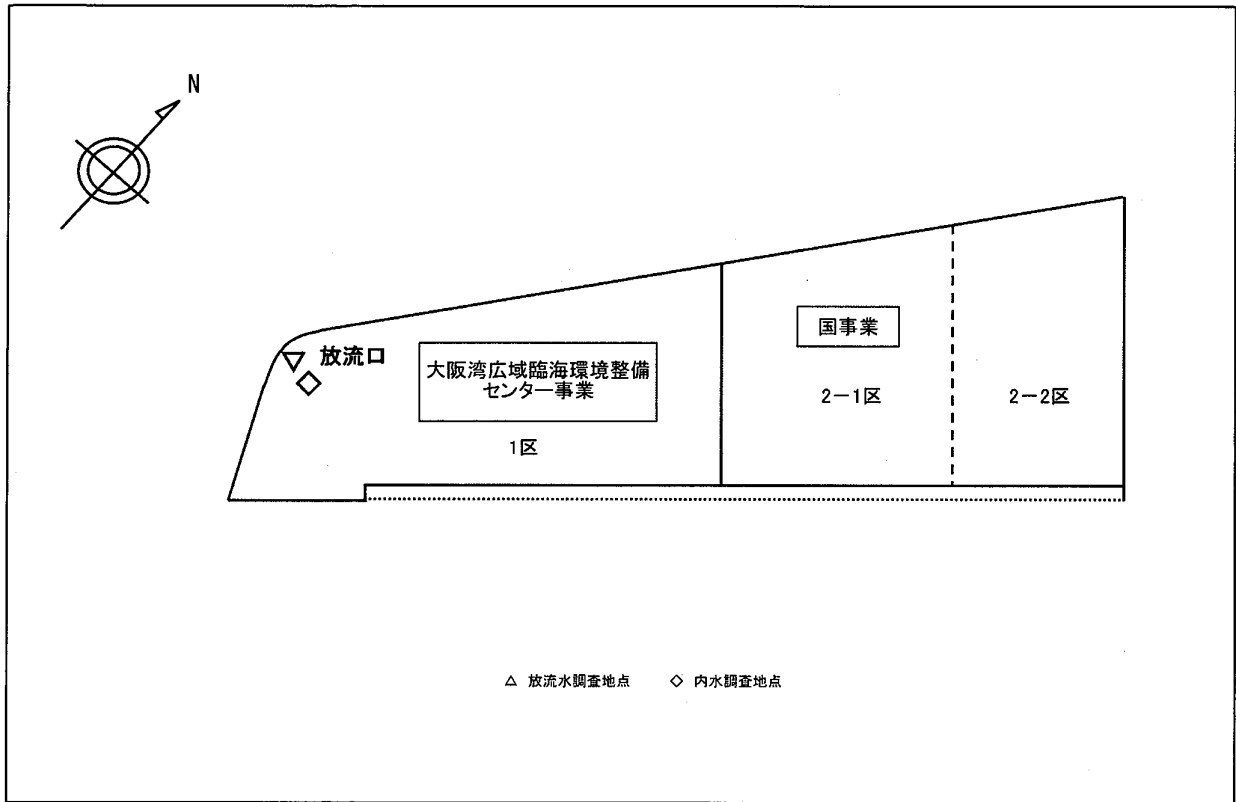 N
放流口
大阪湾広域臨海環境整備
センター事業
1区
国事業
2－1区
2－2区
△ 放流水調査地点 ◇ 内水調査地点